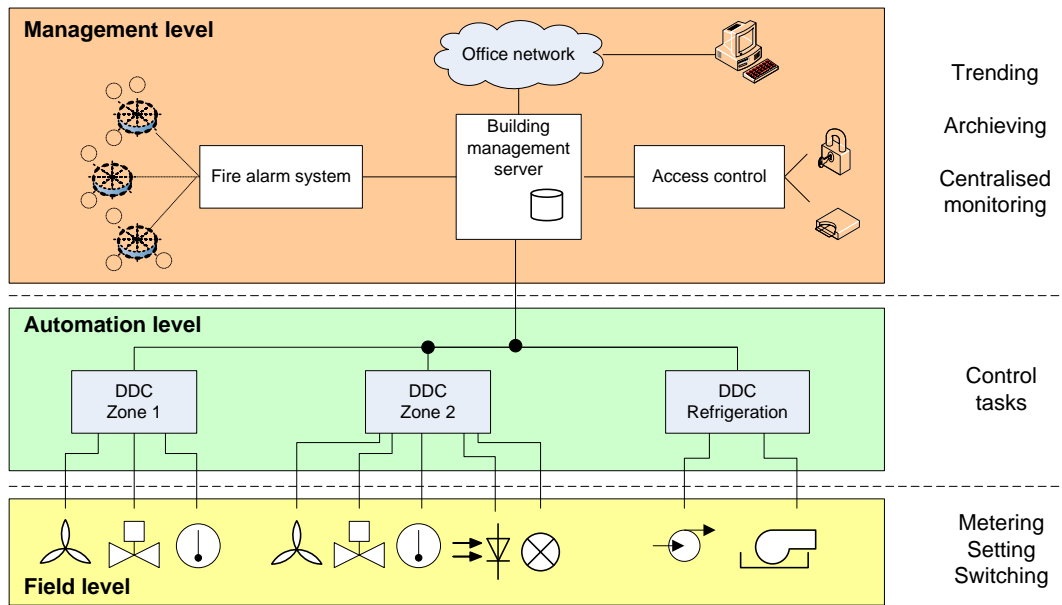 Management level
Office network
Building
management
server
Fire alarm system
Access control
Trending
Archieving
Centralised
monitoring
Automation level
DDC
Zone 1
DDC
Zone 2
DDC
Refrigeration
Control
tasks
Field level
Metering
Setting
Switching